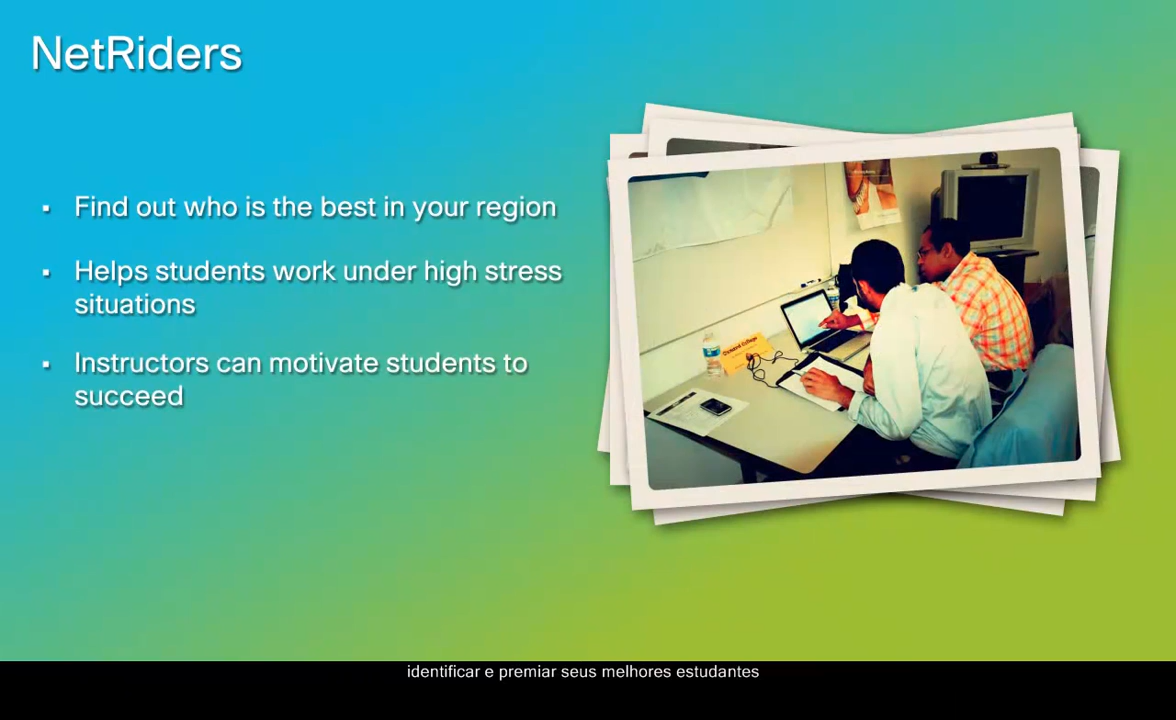 NetRiders
▪ Find out who is the best in your region
▪ Helps students work under high stress
situations
▪ Instructors can motivate students to
succeed
identificar e premiar seus melhores estudantes